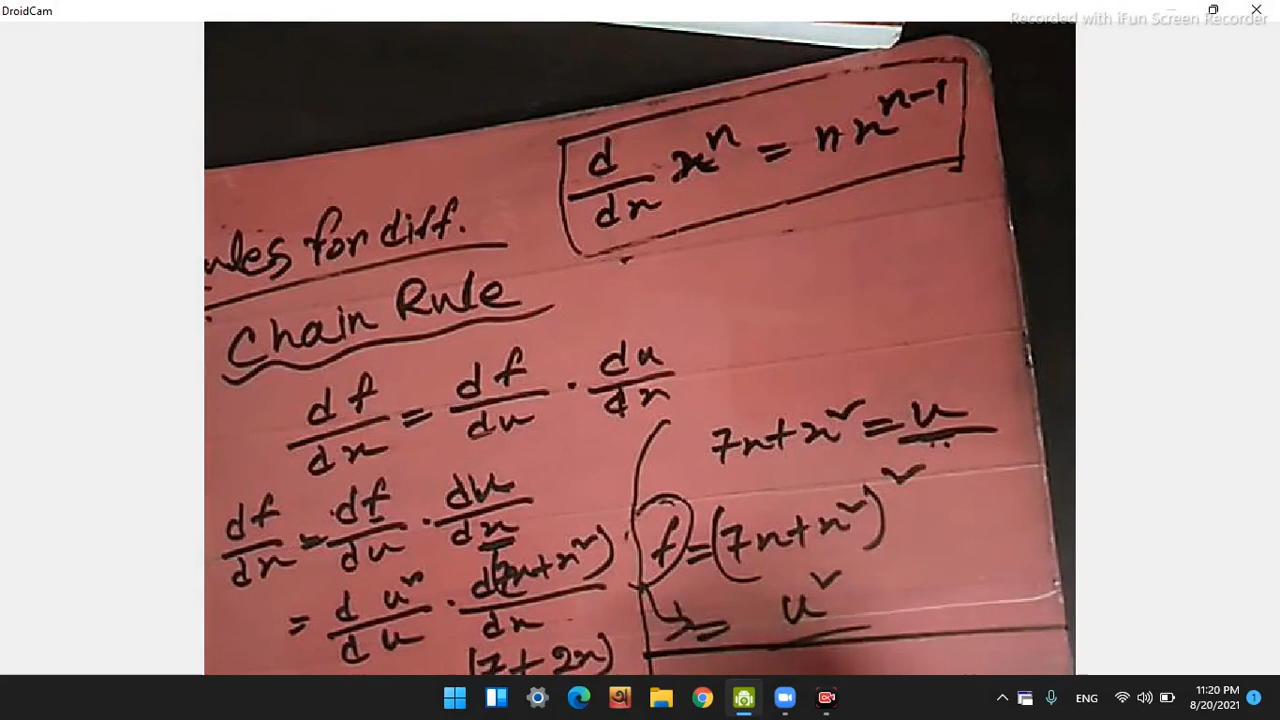 DroidCam
Recorded with iFun Screen Recorder
d/dx x^n = n x^(n-1)
ules for diff.
Chain Rule
df/dx = df/du · du/dx
7x+x² = u
df/dx = df/du · du/dx
f = (7x+x²)²
= d u²/du · d(7x+x²)/dx
= u²
(7+2x)
ENG
11:20 PM
8/20/2021